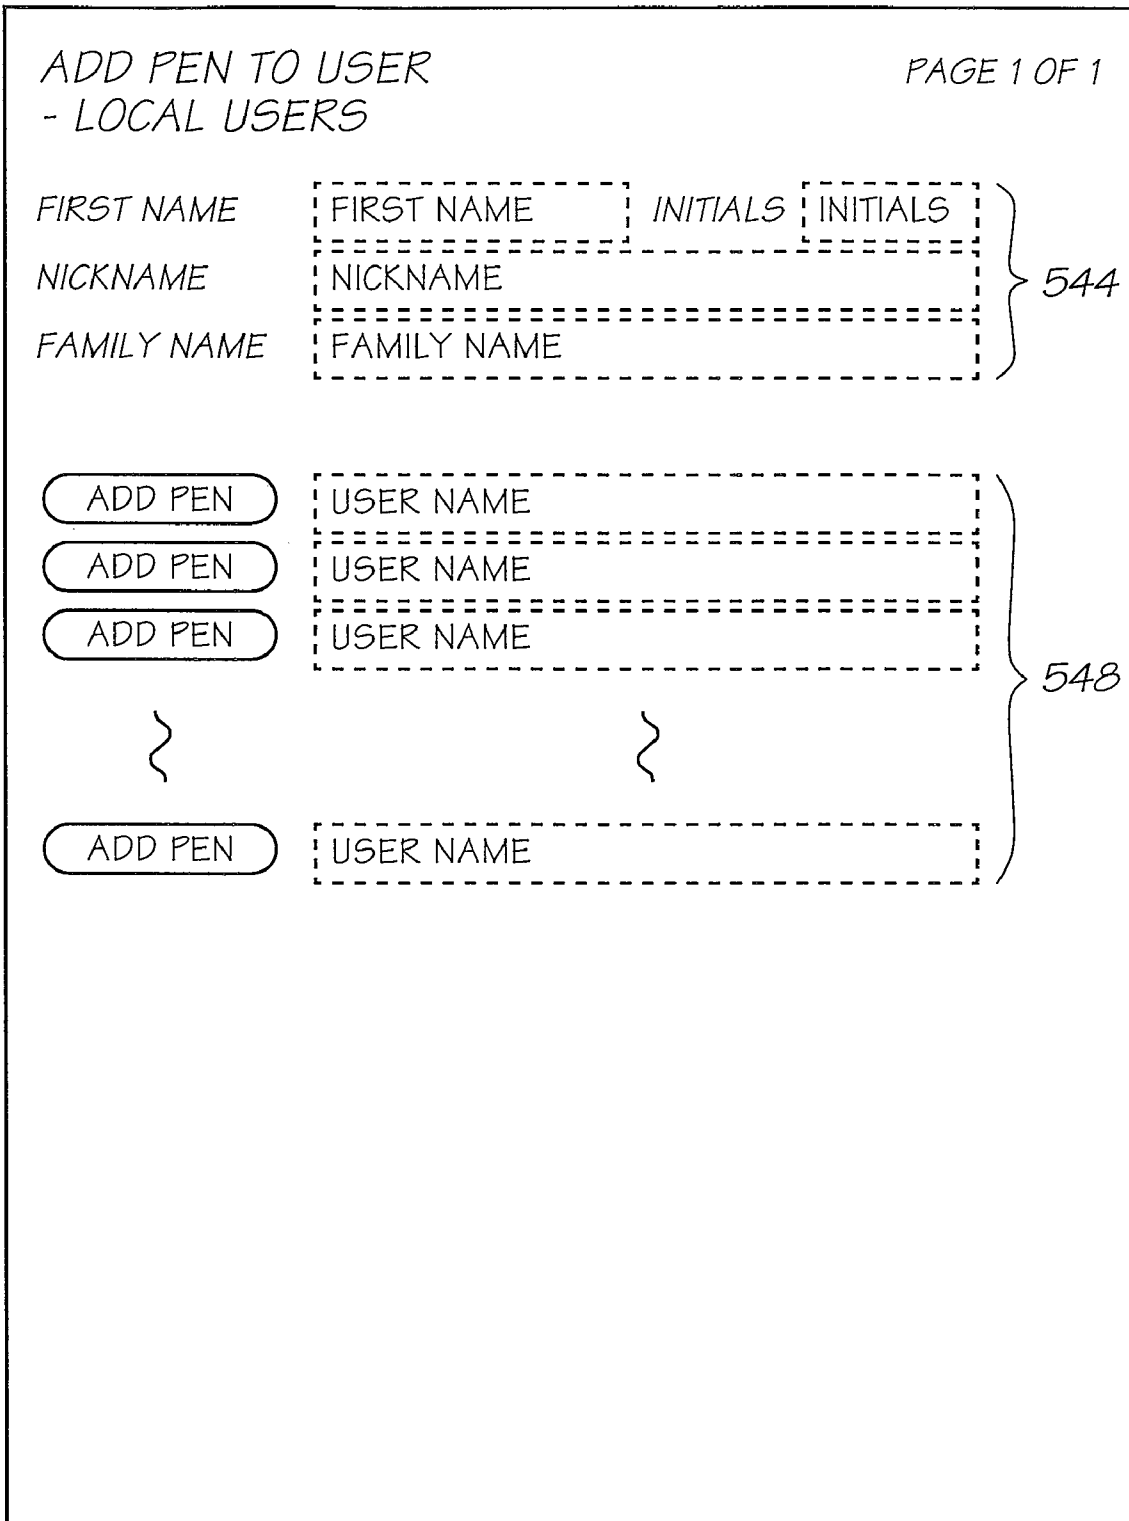 ADD PEN TO USER PAGE 1 OF 1
- LOCAL USERS
FIRST NAME FIRST NAME INITIALS INITIALS
NICKNAME NICKNAME 544
FAMILY NAME FAMILY NAME
ADD PEN USER NAME
ADD PEN USER NAME
ADD PEN USER NAME
548
ADD PEN USER NAME